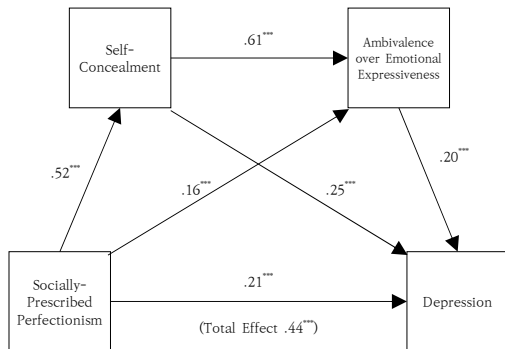 Self-
Concealment
.61***
Ambivalence
over Emotional
Expressiveness
.52***
.16***
.25***
.20***
Socially-
Prescribed
Perfectionism
.21***
(Total Effect .44***)
Depression